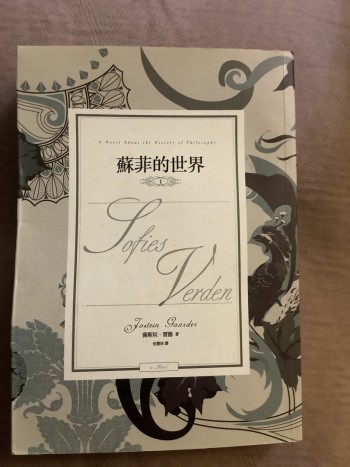 A Novel About the History of Philosophy
蘇菲的世界
1
Sofies
Verden
Jostein Gaarder
喬斯坦・賈德 著
a Novel